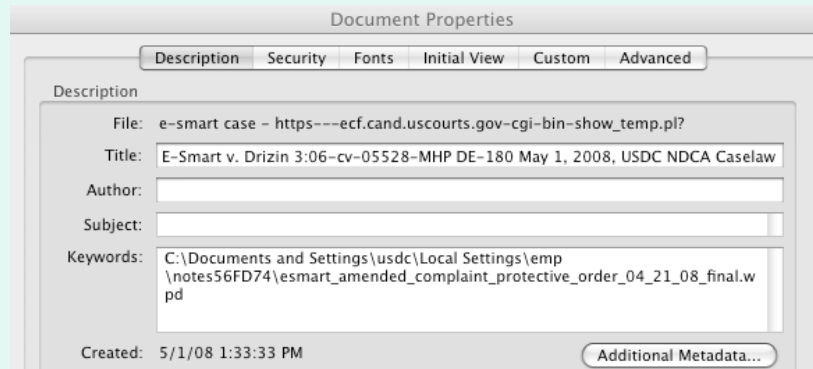 Document Properties
Description Security Fonts Initial View Custom Advanced
Description
File: e-smart case - https---ecf.cand.uscourts.gov-cgi-bin-show_temp.pl?
Title: E-Smart v. Drizin 3:06-cv-05528-MHP DE-180 May 1, 2008, USDC NDCA Caselaw
Author:
Subject:
Keywords: C:\Documents and Settings\usdc\Local Settings\emp
\notes56FD74\esmart_amended_complaint_protective_order_04_21_08_final.w
pd
Created: 5/1/08 1:33:33 PM Additional Metadata...